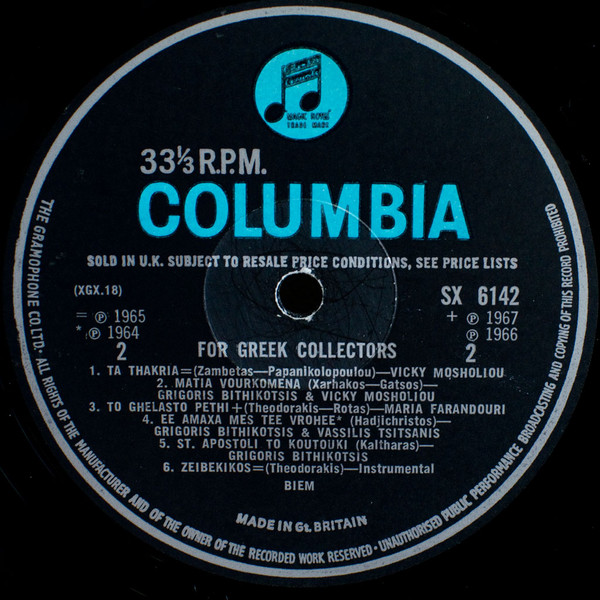 MAGIC NOTES
TRADE MARK
33⅓ R.P.M.
COLUMBIA
SOLD IN U.K. SUBJECT TO RESALE PRICE CONDITIONS, SEE PRICE LISTS
(XGX.18)
SX 6142
= ℗ 1965
+ ℗ 1967
* ℗ 1964
℗ 1966
2
FOR GREEK COLLECTORS
2
1. TA THAKRIA=(Zambetas—Papanikolopoulou)—VICKY MOSHOLIOU
2. MATIA VOURKOMENA (Xarhakos—Gatsos)—
GRIGORIS BITHIKOTSIS & VICKY MOSHOLIOU
3. TO GHELASTO PETHI+(Theodorakis—Rotas)—MARIA FARANDOURI
4. EE AMAXA MES TEE VROHEE* (Hadjichristos)—
GRIGORIS BITHIKOTSIS & VASSILIS TSITSANIS
5. ST. APOSTOLI TO KOUTOUKI (Kaltharas)—
GRIGORIS BITHIKOTSIS
6. ZEIBEKIKOS=(Theodorakis)—Instrumental
BIEM
MADE IN Gt. BRITAIN
THE GRAMOPHONE CO. LTD. · ALL RIGHTS OF THE MANUFACTURER AND OF THE OWNER OF THE RECORDED WORK RESERVED · UNAUTHORISED PUBLIC PERFORMANCE BROADCASTING AND COPYING OF THIS RECORD PROHIBITED